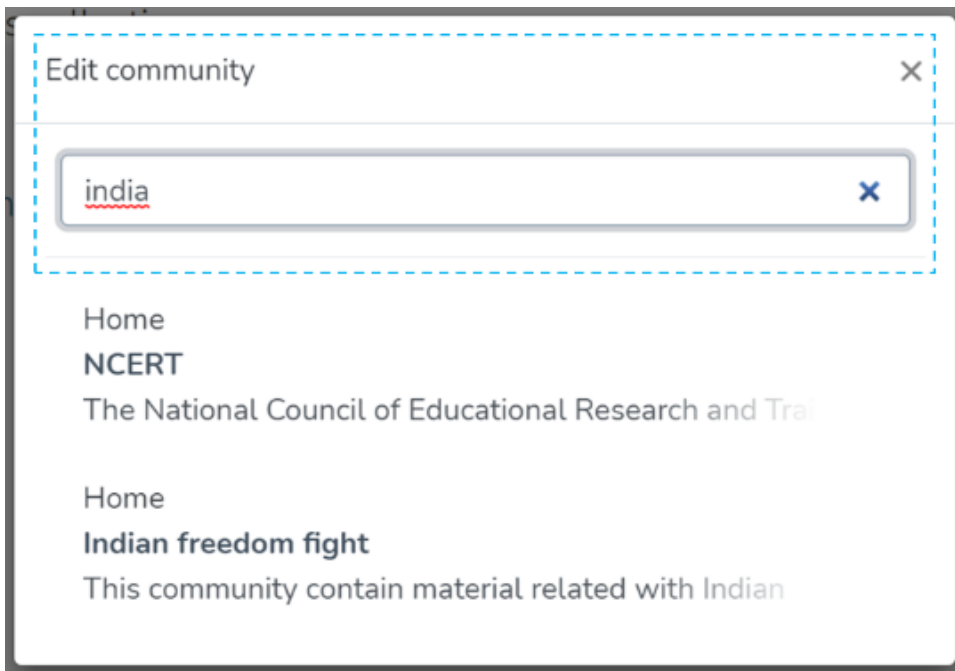 Edit community
india
Home
NCERT
The National Council of Educational Research and Trai
Home
Indian freedom fight
This community contain material related with Indian